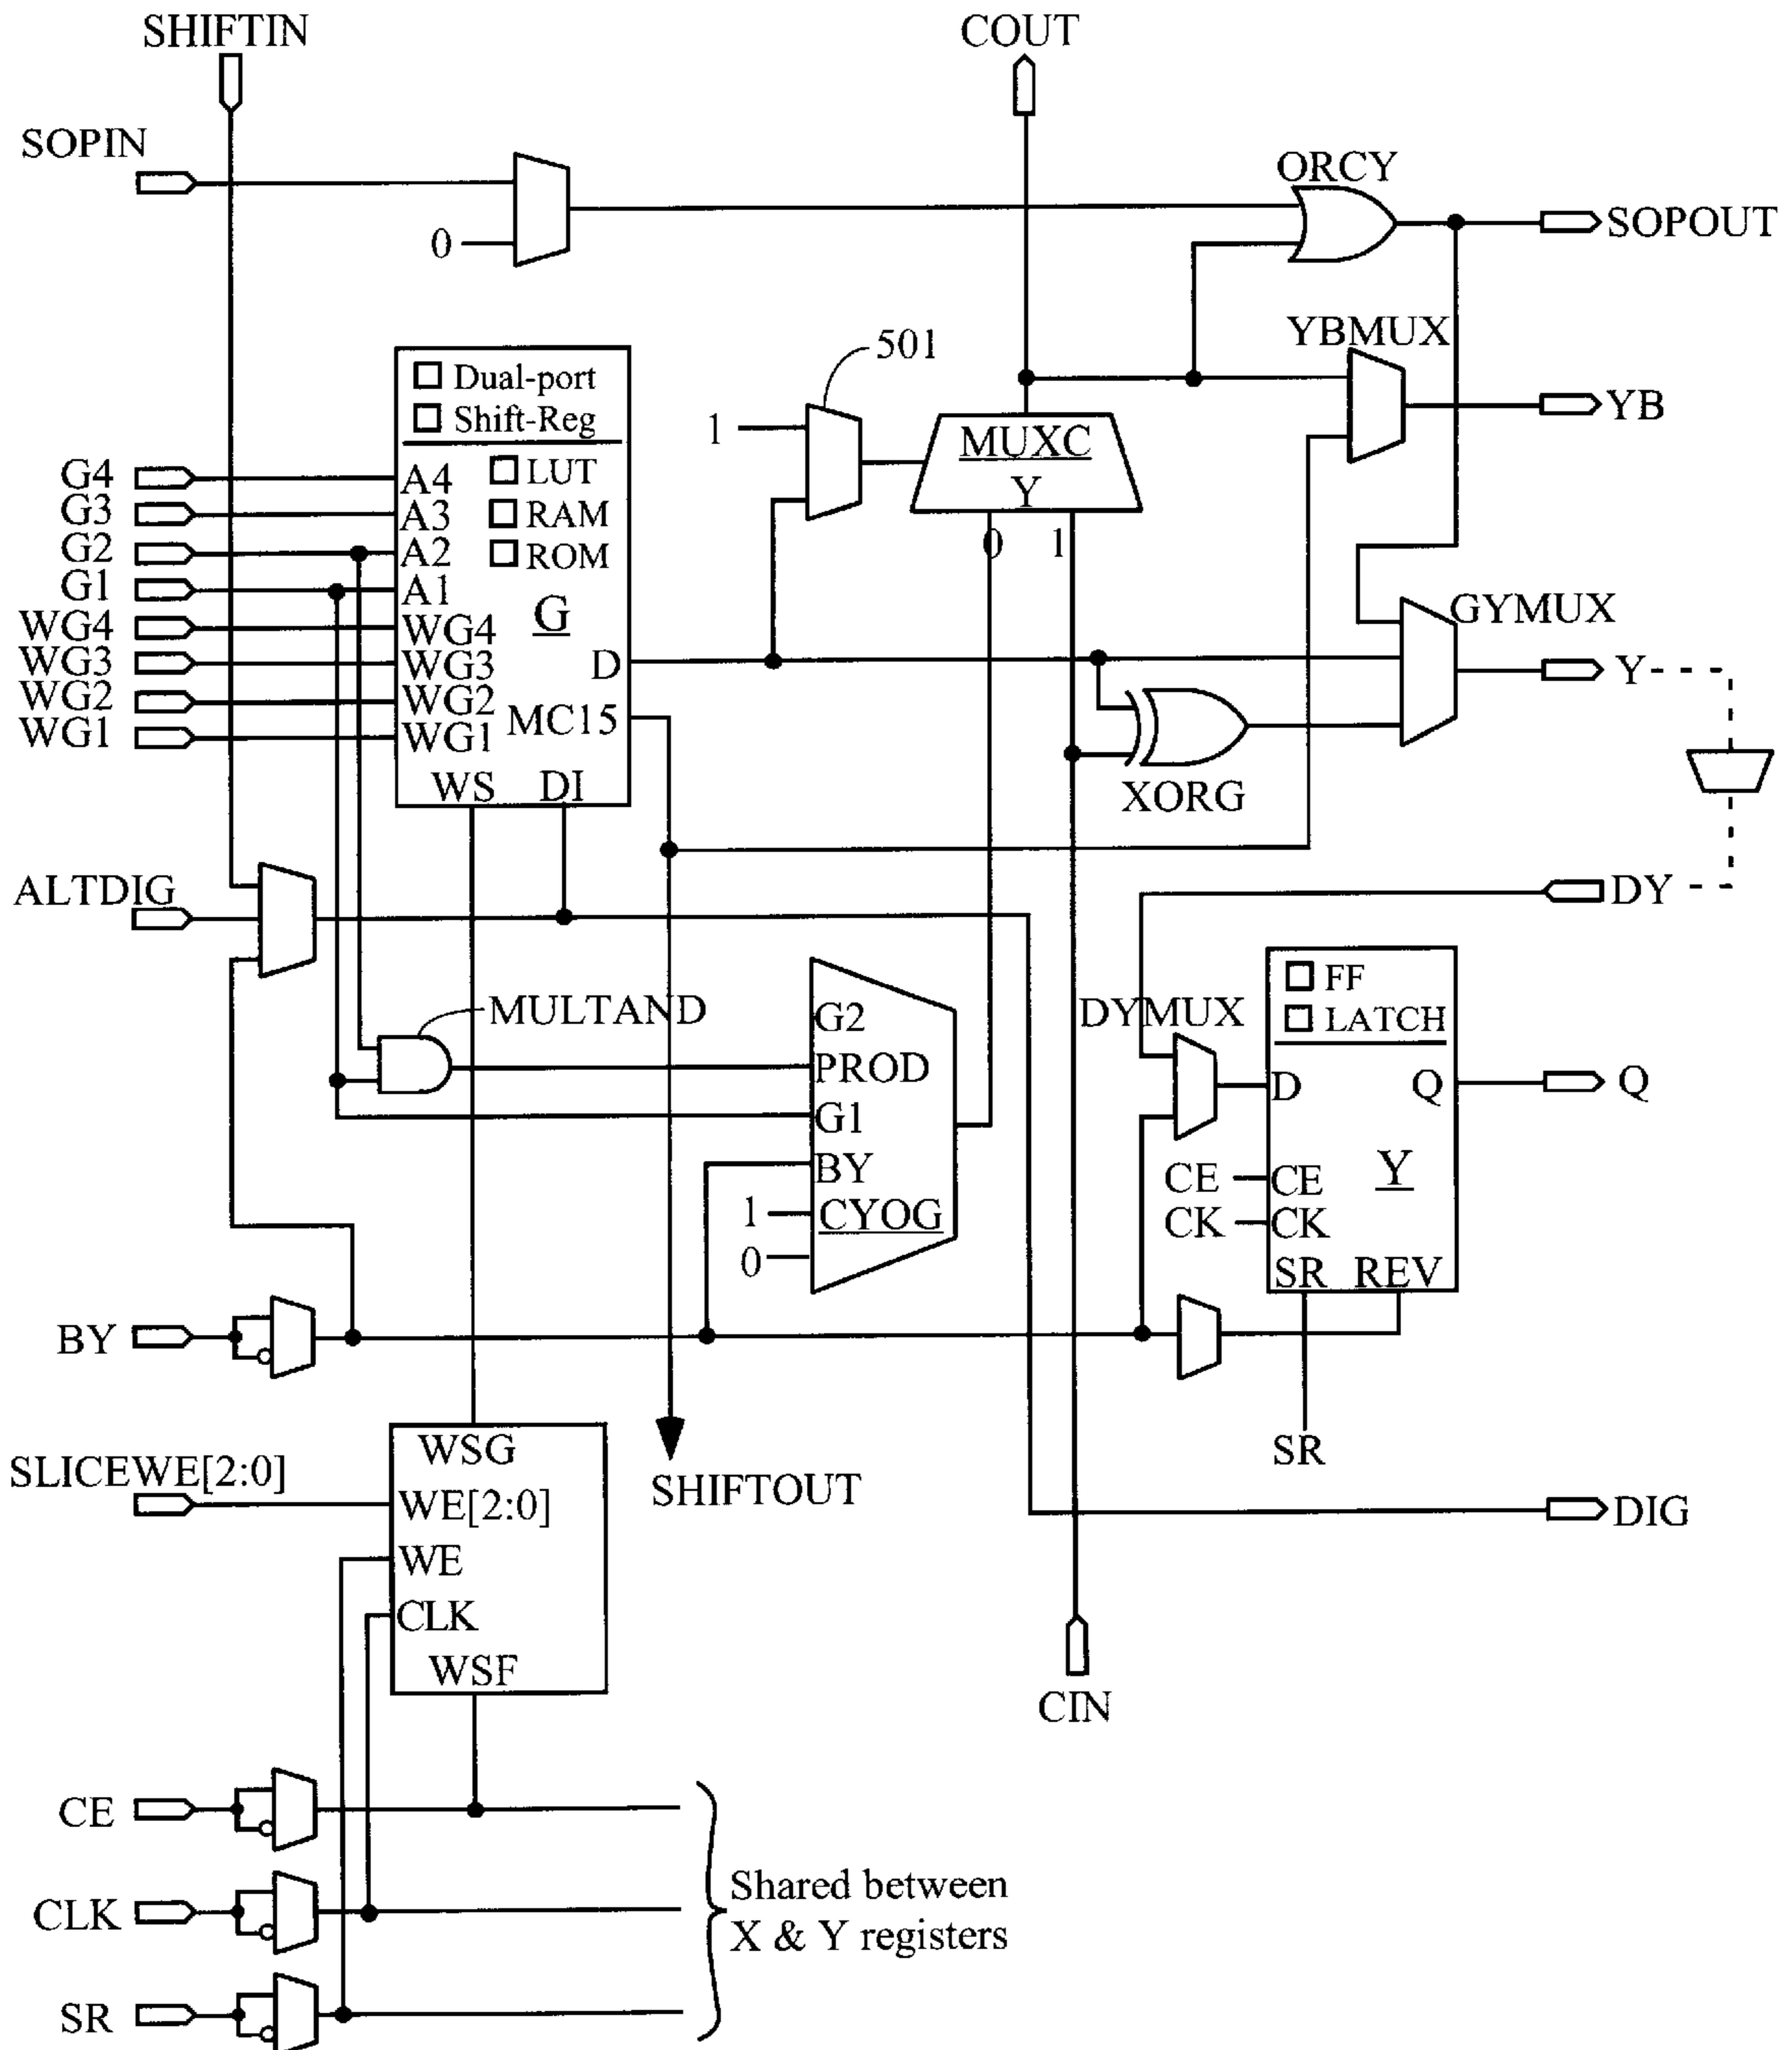 SHIFTIN
COUT
SOPIN
ORCY
SOPOUT
0
YBMUX
501
YB
Dual-port
Shift-Reg
1
MUXC
Y
0 1
LUT
RAM
ROM
G4
G3
G2
G1
WG4
WG3
WG2
WG1
A4
A3
A2
A1
WG4
WG3
WG2
WG1
G
D
MC15
WS DI
GYMUX
Y
XORG
ALTDIG
DY
MULTAND
G2
PROD
G1
BY
CYOG
1
0
DYMUX
FF
LATCH
D Q
Q
Y
CE CE
CK CK
SR REV
BY
SR
WSG
SLICEWE[2:0]
WE[2:0]
WE
CLK
WSF
SHIFTOUT
DIG
CIN
CE
CLK
SR
Shared between
X & Y registers